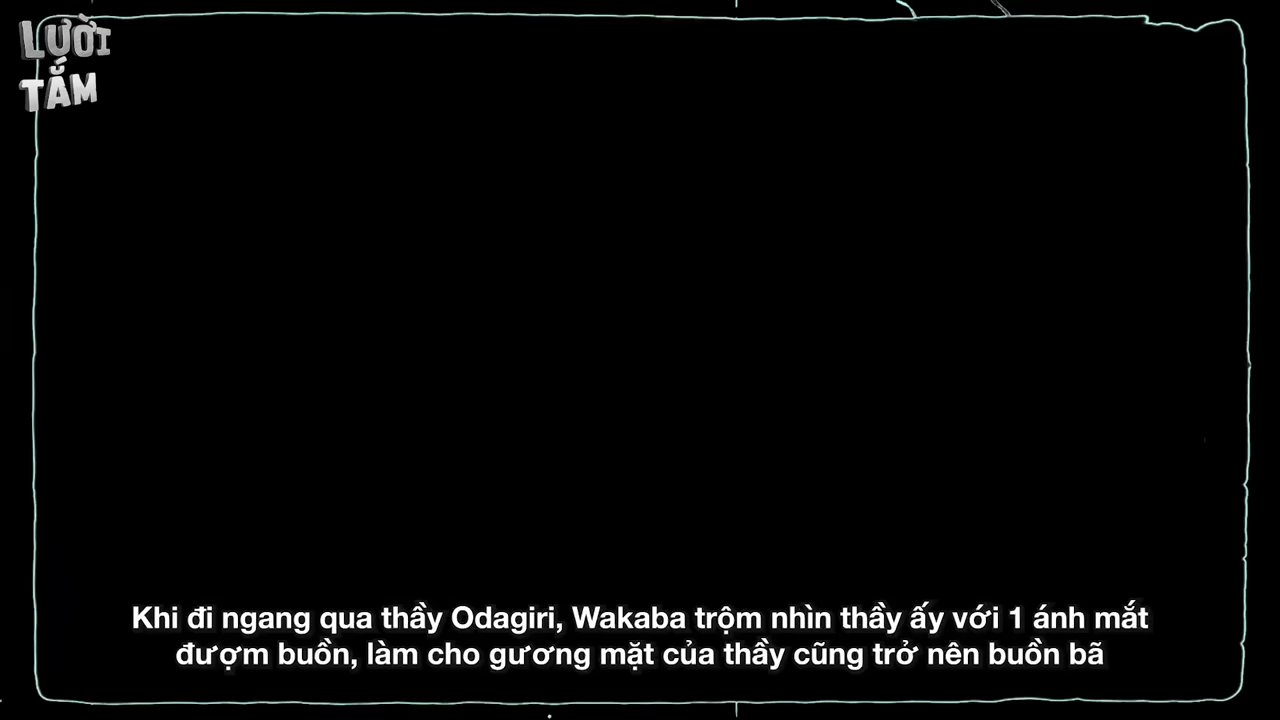 LƯỜI
TẮM
Khi đi ngang qua thầy Odagiri, Wakaba trộm nhìn thầy ấy với 1 ánh mắt
đượm buồn, làm cho gương mặt của thầy cũng trở nên buồn bã